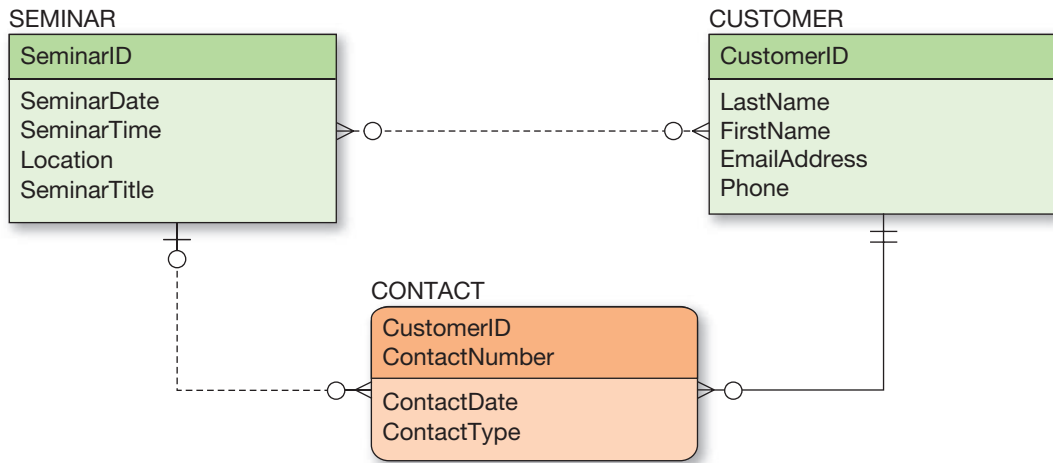 SEMINAR
SeminarID
SeminarDate
SeminarTime
Location
SeminarTitle
CUSTOMER
CustomerID
LastName
FirstName
EmailAddress
Phone
CONTACT
CustomerID
ContactNumber
ContactDate
ContactType